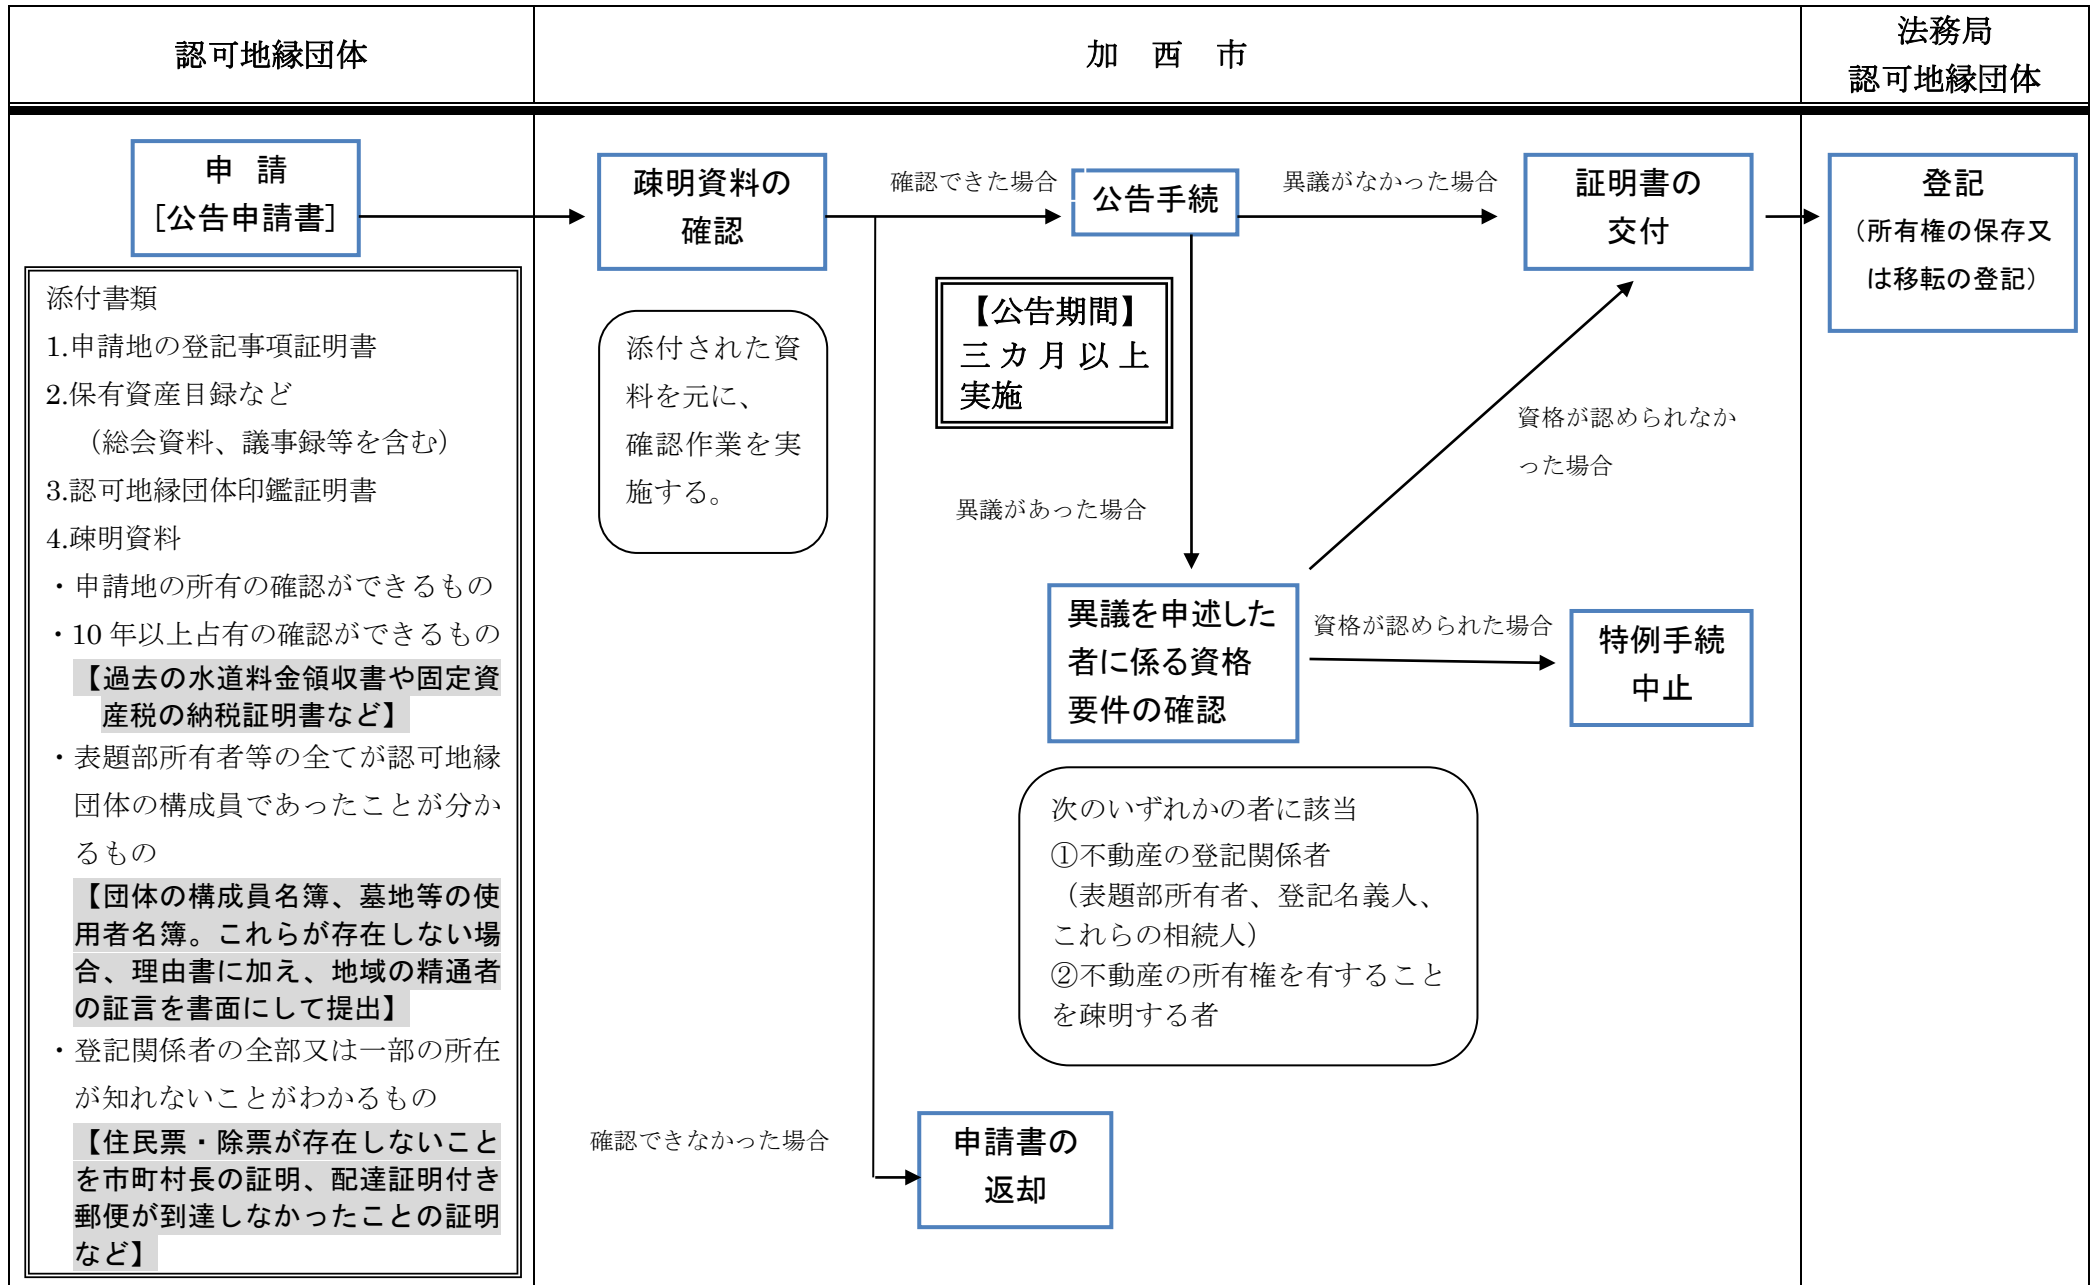 認可地縁団体
加　西　市
法務局
認可地縁団体
申　請
［公告申請書］
添付書類
1.申請地の登記事項証明書
2.保有資産目録など
（総会資料、議事録等を含む）
3.認可地縁団体印鑑証明書
4.疎明資料
・申請地の所有の確認ができるもの
・10 年以上占有の確認ができるもの
【過去の水道料金領収書や固定資
産税の納税証明書など】
・表題部所有者等の全てが認可地縁
団体の構成員であったことが分か
るもの
【団体の構成員名簿、墓地等の使
用者名簿。これらが存在しない場
合、理由書に加え、地域の精通者
の証言を書面にして提出】
・登記関係者の全部又は一部の所在
が知れないことがわかるもの
【住民票・除票が存在しないこと
を市町村長の証明、配達証明付き
郵便が到達しなかったことの証明
など】
疎明資料の
確認
添付された資
料を元に、
確認作業を実
施する。
確認できた場合
確認できなかった場合
公告手続
【公告期間】
三カ月以上
実施
異議がなかった場合
異議があった場合
異議を申述した
者に係る資格
要件の確認
次のいずれかの者に該当
①不動産の登記関係者
（表題部所有者、登記名義人、
これらの相続人）
②不動産の所有権を有すること
を疎明する者
申請書の
返却
証明書の
交付
資格が認められなか
った場合
資格が認められた場合
特例手続
中止
登記
（所有権の保存又
は移転の登記）